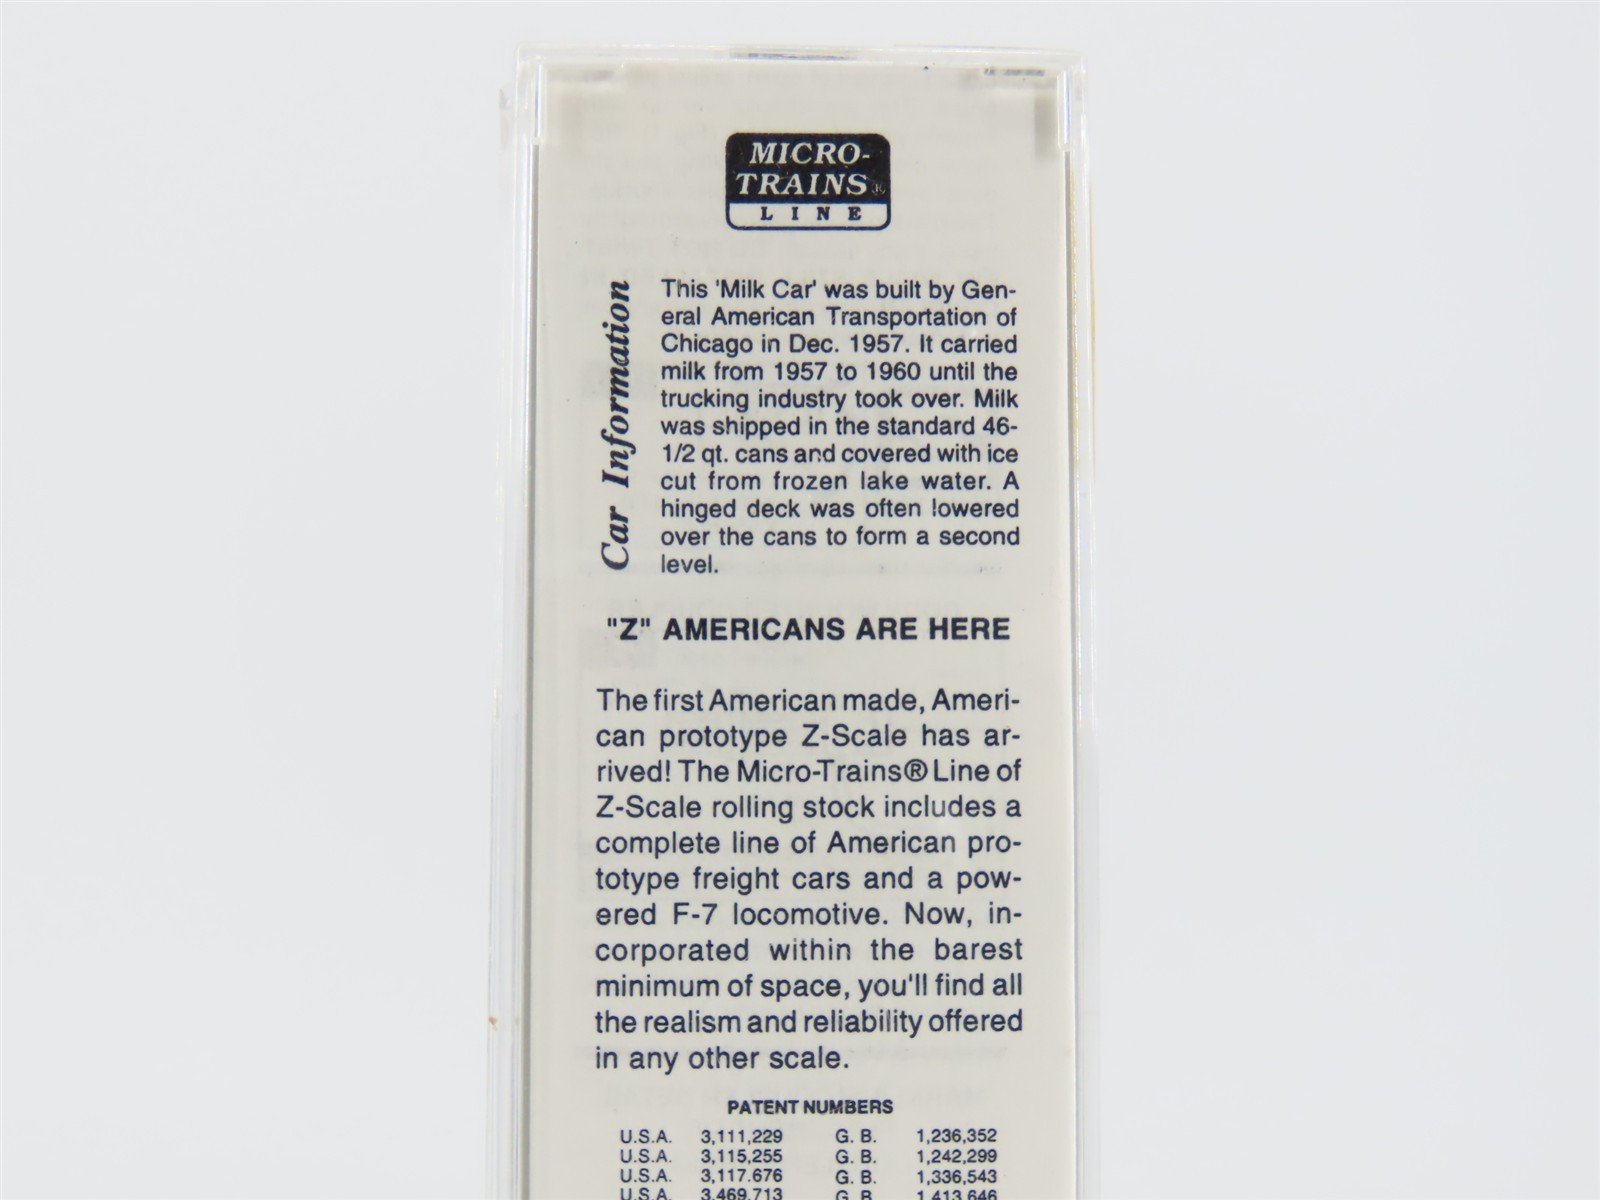 MICRO-
TRAINS®
LINE
Car Information
This 'Milk Car' was built by Gen-
eral American Transportation of
Chicago in Dec. 1957. It carried
milk from 1957 to 1960 until the
trucking industry took over. Milk
was shipped in the standard 46-
1/2 qt. cans and covered with ice
cut from frozen lake water. A
hinged deck was often lowered
over the cans to form a second
level.
"Z" AMERICANS ARE HERE
The first American made, Ameri-
can prototype Z-Scale has ar-
rived! The Micro-Trains® Line of
Z-Scale rolling stock includes a
complete line of American pro-
totype freight cars and a pow-
ered F-7 locomotive. Now, in-
corporated within the barest
minimum of space, you'll find all
the realism and reliability offered
in any other scale.
PATENT NUMBERS
U.S.A. 3,111,229 G. B. 1,236,352
U.S.A. 3,115,255 G. B. 1,242,299
U.S.A. 3,117.676 G. B. 1,336,543
U.S.A. 3,469,713 G. B. 1,413,646